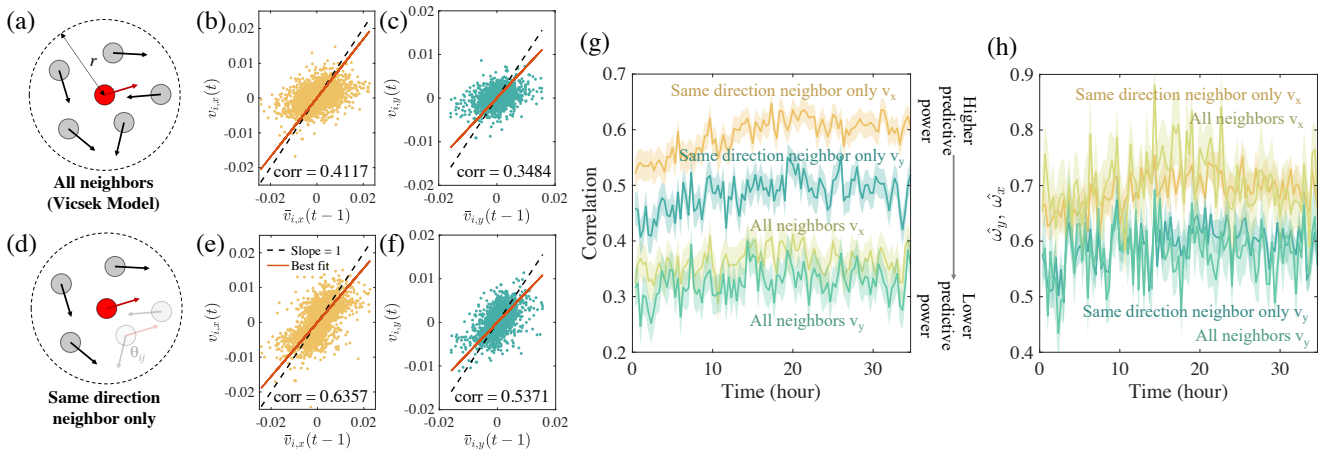 (a)
r
All neighbors
(Vicsek Model)
(b)
0.02
0.01
0
-0.01
-0.02
v_{i,x}(t)
corr = 0.4117
0
0.02
-0.02
v̄_{i,x}(t − 1)
(c)
0.02
0.01
0
-0.01
-0.02
v_{i,y}(t)
corr = 0.3484
-0.02
0
0.02
v̄_{i,y}(t − 1)
(d)
θ_{ij}
Same direction
neighbor only
(e)
0.02
0.01
0
-0.01
-0.02
v_{i,x}(t)
Slope = 1
Best fit
corr = 0.6357
-0.02
0
0.02
v̄_{i,x}(t − 1)
(f)
0.02
0.01
0
-0.01
-0.02
v_{i,y}(t)
corr = 0.5371
-0.02
0
0.02
v̄_{i,y}(t − 1)
(g)
0.7
0.6
0.5
0.4
0.3
0.2
Correlation
Same direction neighbor only v_x
Same direction neighbor only v_y
All neighbors v_x
All neighbors v_y
0
10
20
30
Time (hour)
Higher
predictive
power
Lower
predictive
power
(h)
0.9
0.8
0.7
0.6
0.5
0.4
ω̂_y, ω̂_x
Same direction neighbor only v_x
All neighbors v_x
Same direction neighbor only v_y
All neighbors v_y
0
10
20
30
Time (hour)